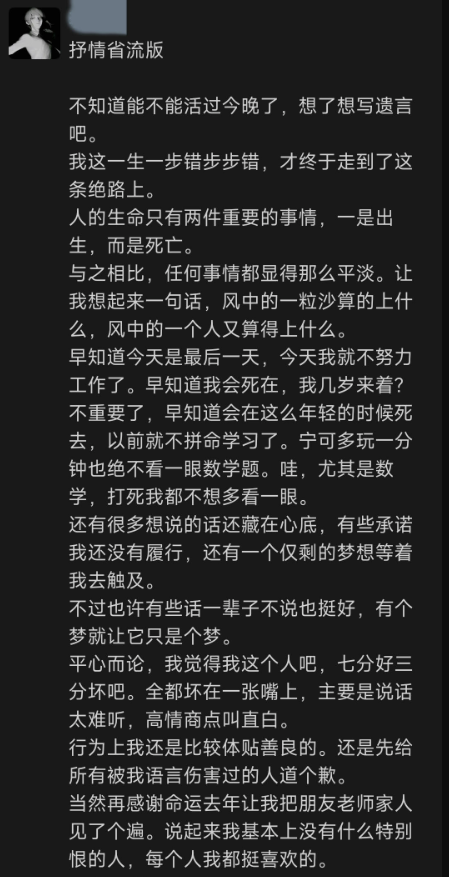 抒情省流版
不知道能不能活过今晚了，想了想写遗言
吧。
我这一生一步错步步错，才终于走到了这
条绝路上。
人的生命只有两件重要的事情，一是出
生，而是死亡。
与之相比，任何事情都显得那么平淡。让
我想起来一句话，风中的一粒沙算的上什
么，风中的一个人又算得上什么。
早知道今天是最后一天，今天我就不努力
工作了。早知道我会死在，我几岁来着？
不重要了，早知道会在这么年轻的时候死
去，以前就不拼命学习了。宁可多玩一分
钟也绝不看一眼数学题。哇，尤其是数
学，打死我都不想多看一眼。
还有很多想说的话还藏在心底，有些承诺
我还没有履行，还有一个仅剩的梦想等着
我去触及。
不过也许有些话一辈子不说也挺好，有个
梦就让它只是个梦。
平心而论，我觉得我这个人吧，七分好三
分坏吧。全都坏在一张嘴上，主要是说话
太难听，高情商点叫直白。
行为上我还是比较体贴善良的。还是先给
所有被我语言伤害过的人道个歉。
当然再感谢命运去年让我把朋友老师家人
见了个遍。说起来我基本上没有什么特别
恨的人，每个人我都挺喜欢的。